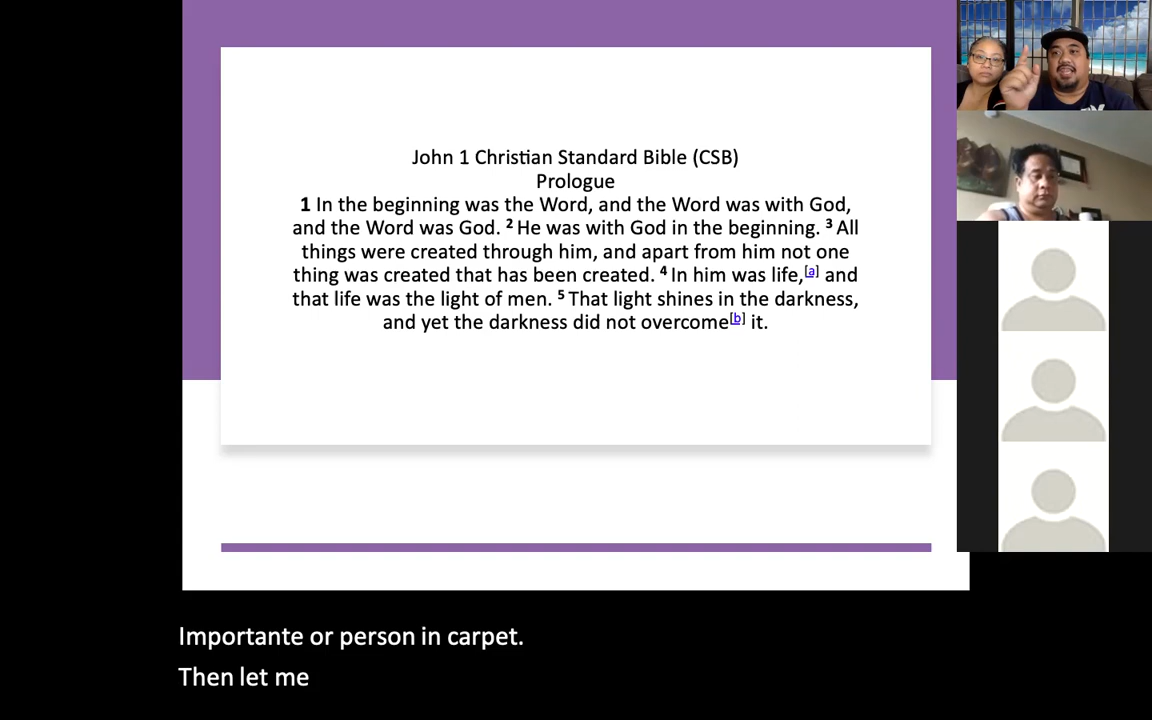 John 1 Christian Standard Bible (CSB)
Prologue
1 In the beginning was the Word, and the Word was with God,
and the Word was God. 2 He was with God in the beginning. 3 All
things were created through him, and apart from him not one
thing was created that has been created. 4 In him was life,[a] and
that life was the light of men. 5 That light shines in the darkness,
and yet the darkness did not overcome[b] it.
Importante or person in carpet.
Then let me